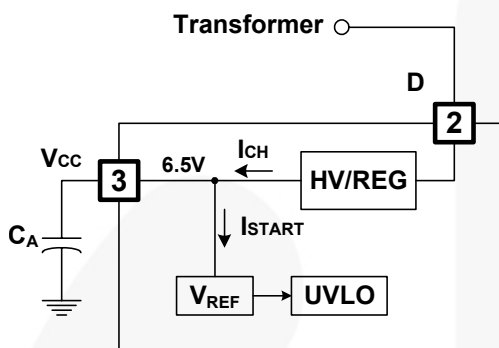 Transformer
D
2
VCC
3
6.5V
ICH
HV/REG
CA
ISTART
VREF
UVLO